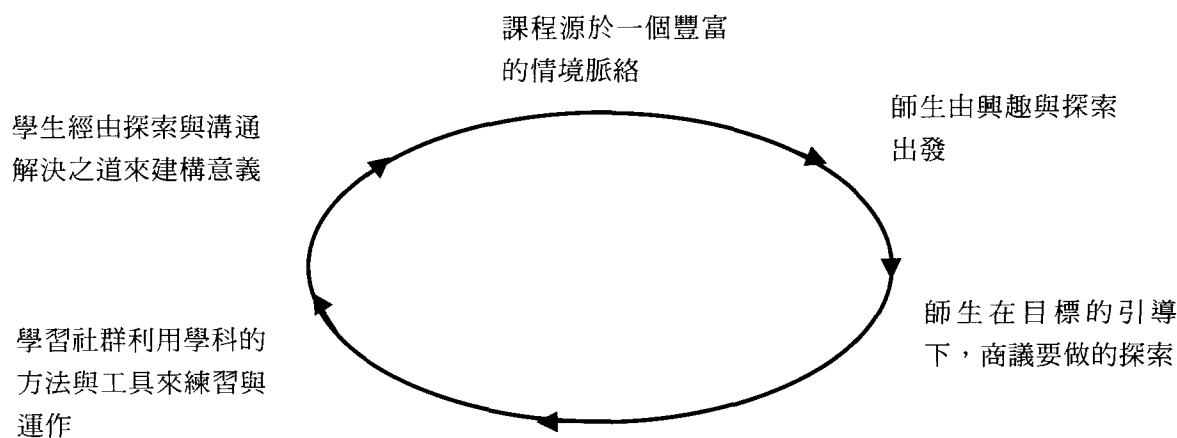 課程源於一個豐富
的情境脈絡
師生由興趣與探索
出發
師生在目標的引導
下，商議要做的探索
學習社群利用學科的
方法與工具來練習與
運作
學生經由探索與溝通
解決之道來建構意義